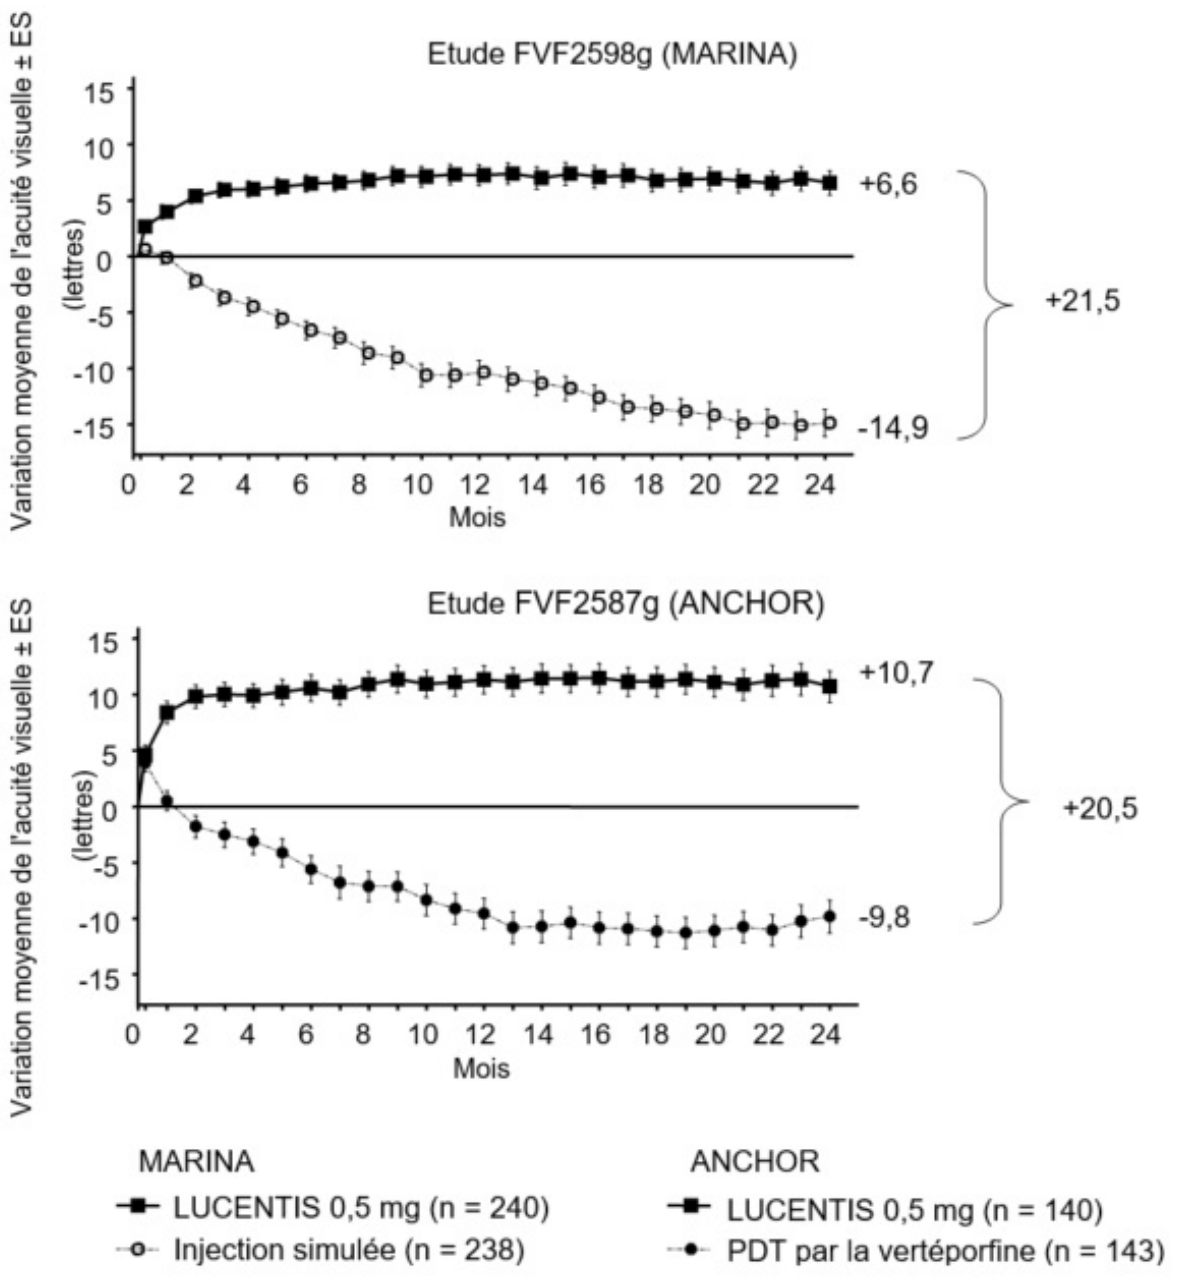 Etude FVF2598g (MARINA)
Variation moyenne de l'acuité visuelle ± ES
(lettres)
15
10
5
0
-5
-10
-15
+6,6
-14,9
+21,5
0 2 4 6 8 10 12 14 16 18 20 22 24
Mois
Etude FVF2587g (ANCHOR)
Variation moyenne de l'acuité visuelle ± ES
(lettres)
15
10
5
0
-5
-10
-15
+10,7
-9,8
+20,5
0 2 4 6 8 10 12 14 16 18 20 22 24
Mois
MARINA
LUCENTIS 0,5 mg (n = 240)
Injection simulée (n = 238)
ANCHOR
LUCENTIS 0,5 mg (n = 140)
PDT par la vertéporfine (n = 143)